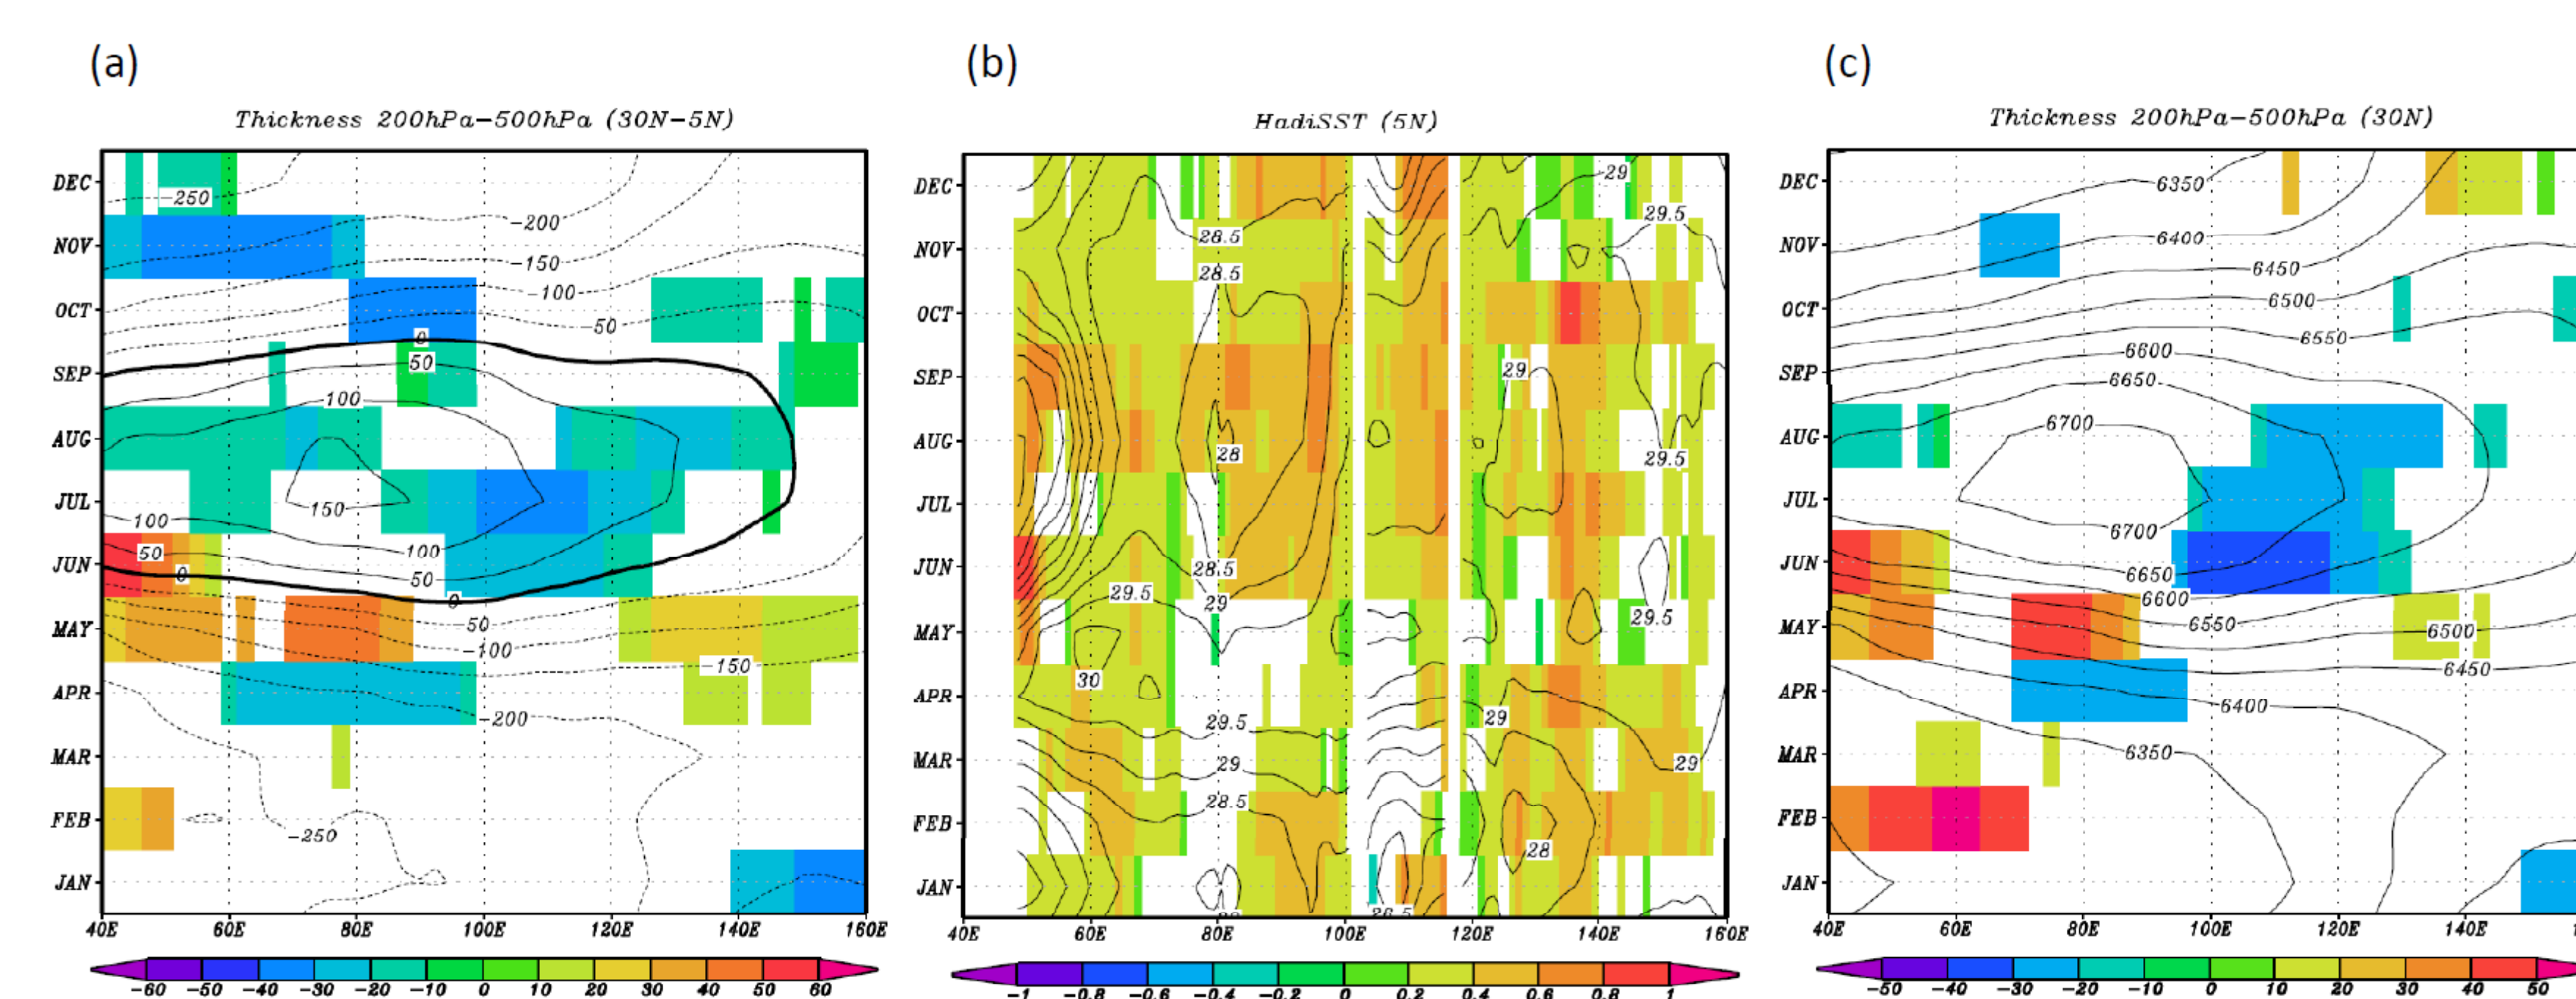 (a)
Thickness 200hPa−500hPa (30N−5N)
DEC
NOV
OCT
SEP
AUG
JUL
JUN
MAY
APR
MAR
FEB
JAN
−250
−200
−150
−100
−50
0
50
100
150
100
50
0
100
50
0
−50
−100
−150
−200
−250
40E 60E 80E 100E 120E 140E 160E
−60 −50 −40 −30 −20 −10 0 10 20 30 40 50 60
(b)
HadiSST (5N)
DEC
NOV
OCT
SEP
AUG
JUL
JUN
MAY
APR
MAR
FEB
JAN
29
29.5
28.5
28.5
29
28
29.5
28.5
29.5
29
29.5
30
29.5
29
29
29
28.5
28
40E 60E 80E 100E 120E 140E 160E
−1 −0.8 −0.6 −0.4 −0.2 0 0.2 0.4 0.6 0.8 1
(c)
Thickness 200hPa−500hPa (30N)
DEC
NOV
OCT
SEP
AUG
JUL
JUN
MAY
APR
MAR
FEB
JAN
6350
6400
6450
6500
6550
6600
6650
6700
6700
6650
6600
6550
6500
6450
6400
6350
40E 60E 80E 100E 120E 140E
−50 −40 −30 −20 −10 0 10 20 30 40 50